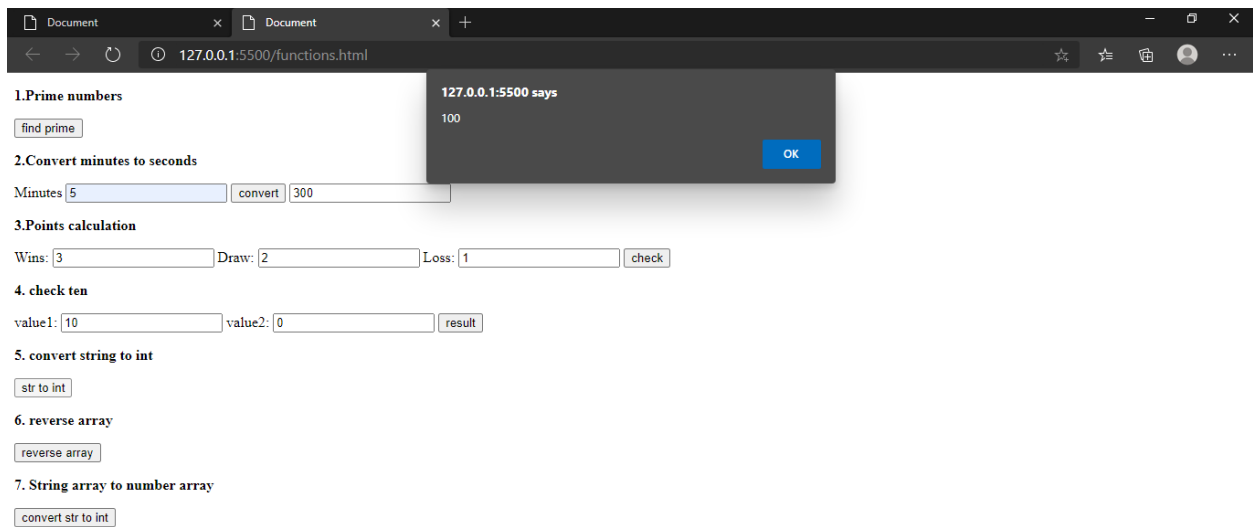 Document
Document
127.0.0.1:5500/functions.html
127.0.0.1:5500 says
100
OK
1.Prime numbers
find prime
2.Convert minutes to seconds
Minutes 5 convert 300
3.Points calculation
Wins: 3 Draw: 2 Loss: 1 check
4. check ten
value1: 10 value2: 0 result
5. convert string to int
str to int
6. reverse array
reverse array
7. String array to number array
convert str to int